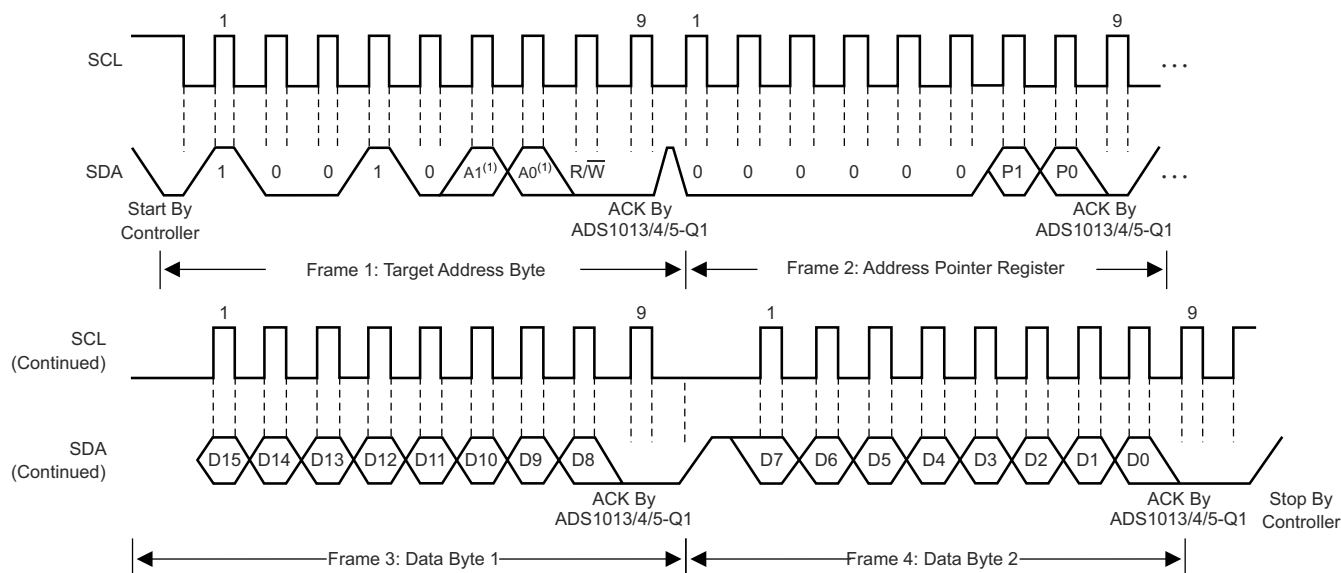 1 9 1 9
SCL ...
SDA 1 0 0 1 0 A1(1) A0(1) R/W̅ 0 0 0 0 0 0 P1 P0 ...
Start By
Controller
ACK By
ADS1013/4/5-Q1
ACK By
ADS1013/4/5-Q1
Frame 1: Target Address Byte
Frame 2: Address Pointer Register
1 9 1 9
SCL
(Continued)
SDA
(Continued)
D15 D14 D13 D12 D11 D10 D9 D8 D7 D6 D5 D4 D3 D2 D1 D0
ACK By
ADS1013/4/5-Q1
ACK By
ADS1013/4/5-Q1
Stop By
Controller
Frame 3: Data Byte 1
Frame 4: Data Byte 2